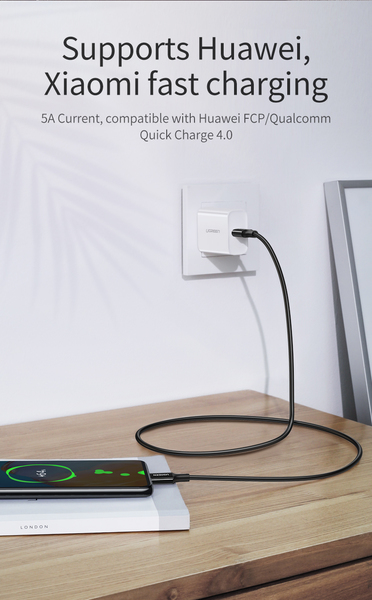 Supports Huawei,
Xiaomi fast charging
5A Current, compatible with Huawei FCP/Qualcomm
Quick Charge 4.0
LONDON